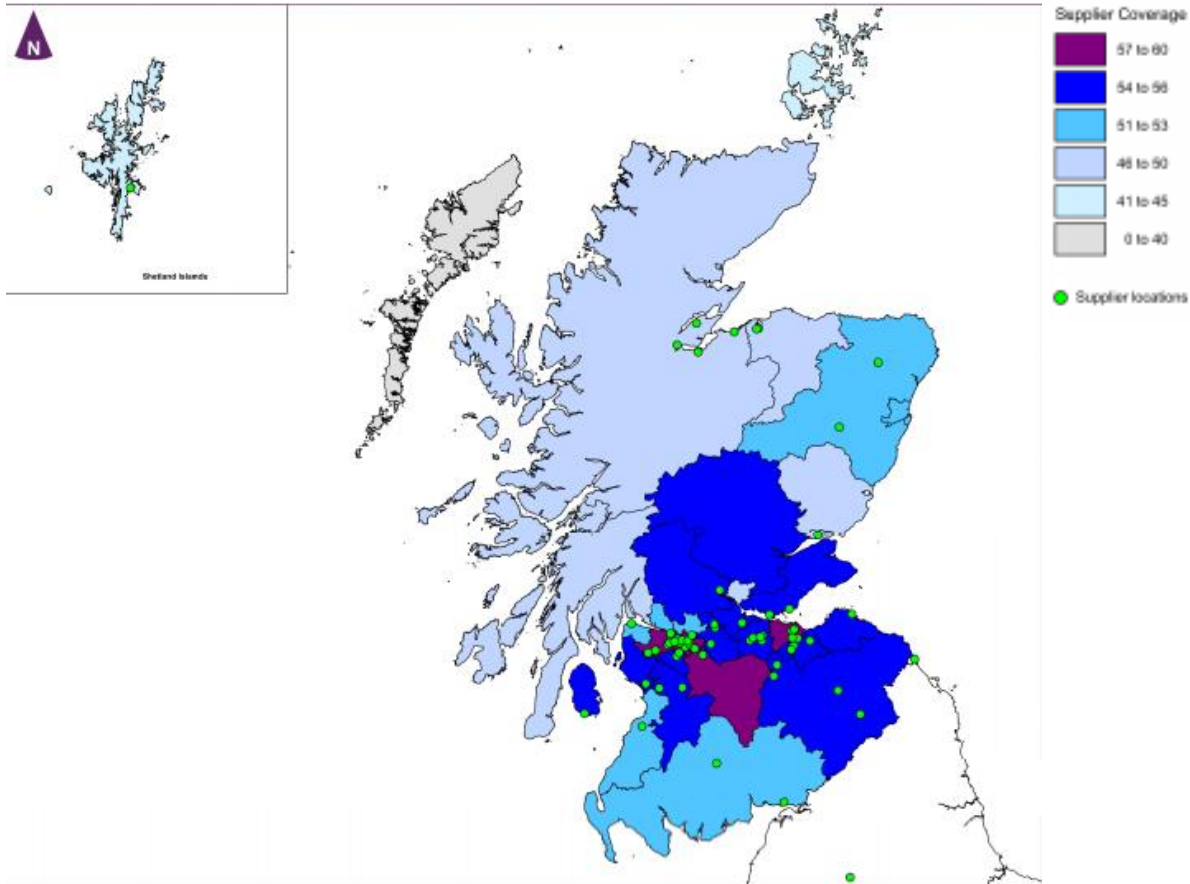 N
Shetland Islands
Supplier Coverage
57 to 60
54 to 56
51 to 53
46 to 50
41 to 45
0 to 40
Supplier locations